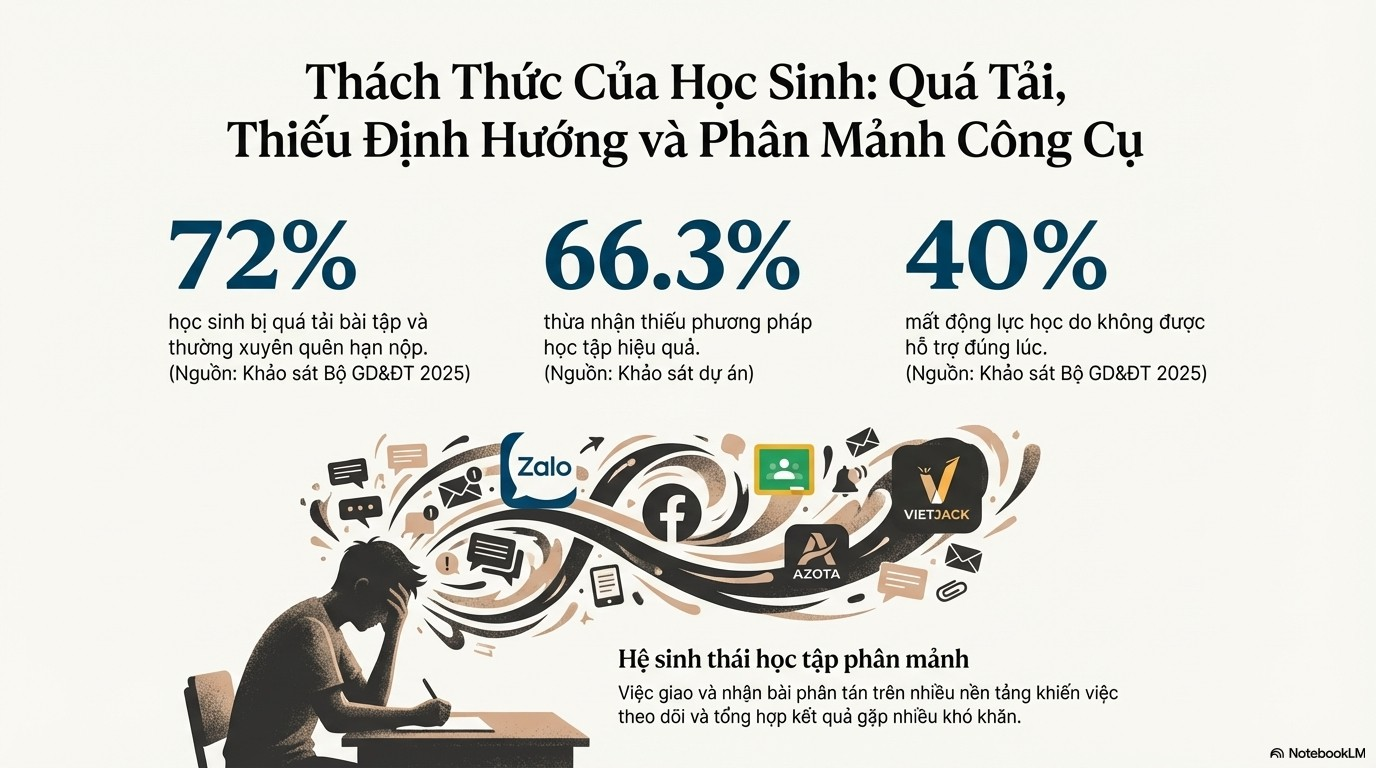 Thách Thức Của Học Sinh: Quá Tải,
Thiếu Định Hướng và Phân Mảnh Công Cụ
72%
học sinh bị quá tải bài tập và
thường xuyên quên hạn nộp.
(Nguồn: Khảo sát Bộ GD&ĐT 2025)
66.3%
thừa nhận thiếu phương pháp
học tập hiệu quả.
(Nguồn: Khảo sát dự án)
40%
mất động lực học do không được
hỗ trợ đúng lúc.
(Nguồn: Khảo sát Bộ GD&ĐT 2025)
Zalo
VIETJACK
AZOTA
Hệ sinh thái học tập phân mảnh
Việc giao và nhận bài phân tán trên nhiều nền tảng khiến việc
theo dõi và tổng hợp kết quả gặp nhiều khó khăn.
NotebookLM